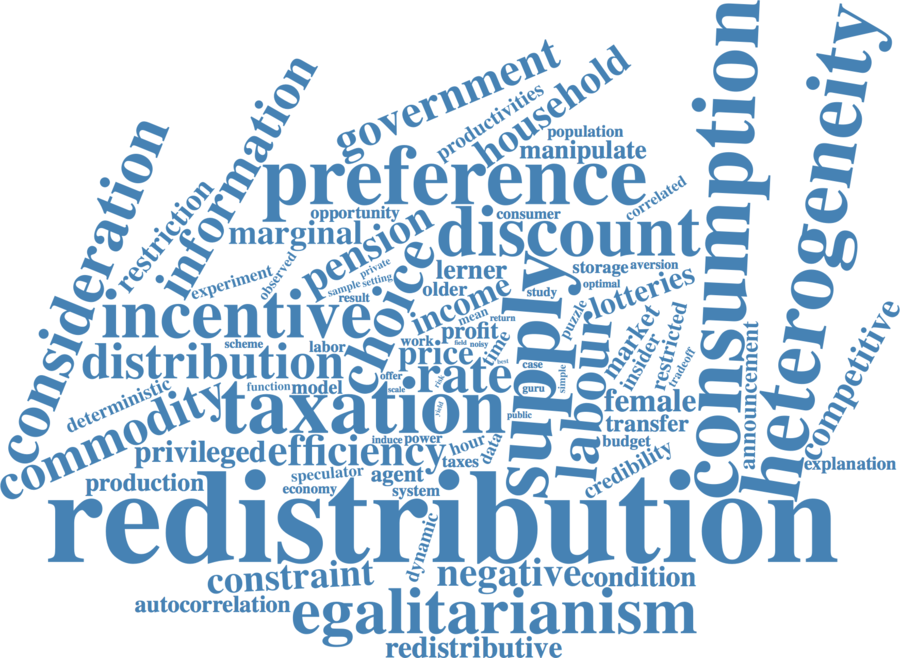 consumption
heterogeneity
government
household
productivities
population
manipulate
information
consideration
restriction
preference
correlated
opportunity
consumer
marginal
pension
discount
experiment
observed
private
setting
sample
result
choice
lerner
older
storage
aversion
optimal
study
lotteries
supply
income
mean
return
incentive
profit
puzzle
market
restricted
scheme
labor
work
field
noisy
time
price
insider
tradeoff
announcement
competitive
distribution
best
case
offer
rate
risk
simple
guru
scale
function
model
deterministic
commodity
taxation
yield
public
labour
female
transfer
budget
induce
power
hour
data
privileged
efficiency
taxes
credibility
explanation
speculator
agent
production
economy
system
redistribution
dynamic
constraint
negative
condition
autocorrelation
egalitarianism
redistributive